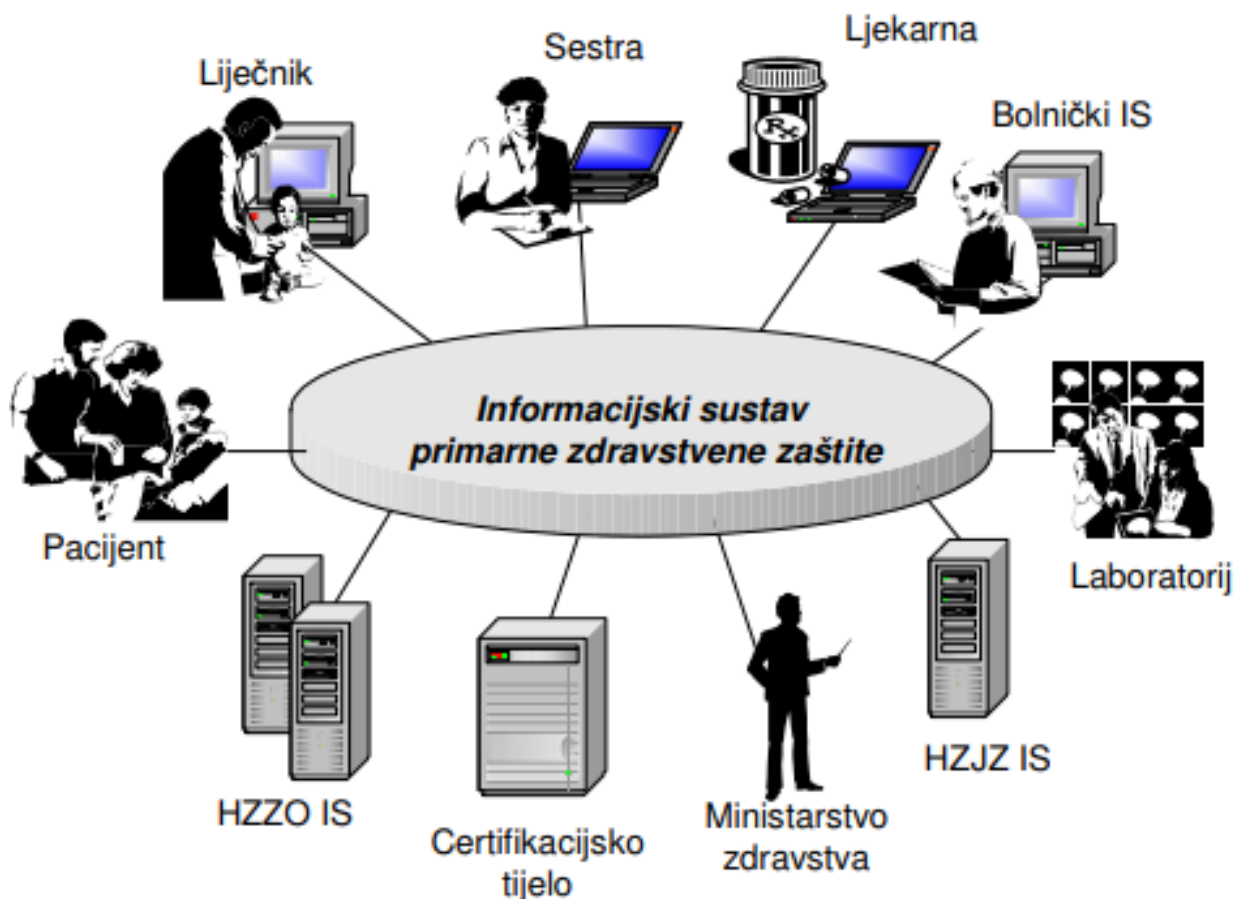 Liječnik
Sestra
Ljekarna
Bolnički IS
Rx
Informacijski sustav
primarne zdravstvene zaštite
Pacijent
Laboratorij
HZZO IS
Certifikacijsko
tijelo
Ministarstvo
zdravstva
HZJZ IS